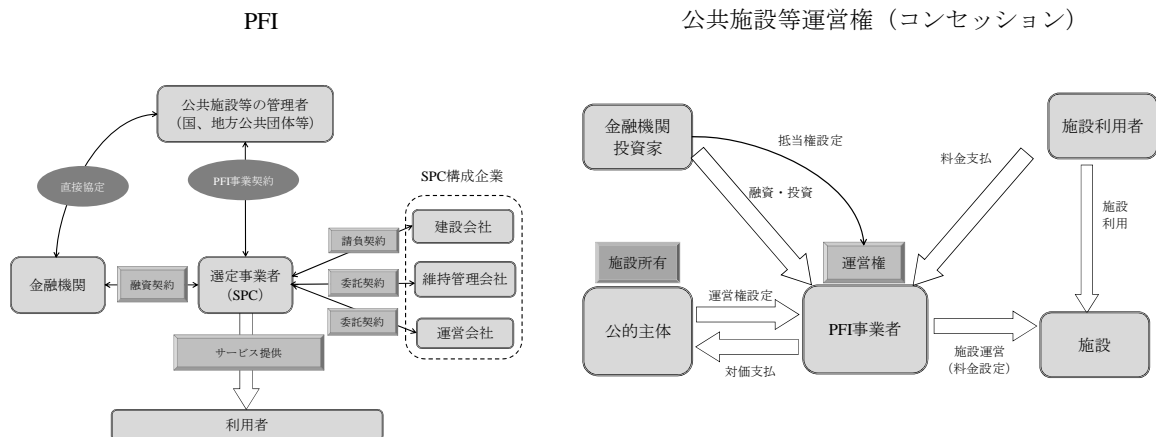 PFI
公共施設等の管理者
（国、地方公共団体等）
直接協定
PFI事業契約
SPC構成企業
建設会社
請負契約
金融機関
融資契約
選定事業者
（SPC）
委託契約
維持管理会社
委託契約
運営会社
サービス提供
利用者
公共施設等運営権（コンセッション）
金融機関
投資家
抵当権設定
施設利用者
料金支払
融資・投資
施設
利用
施設所有
運営権
公的主体
運営権設定
PFI事業者
対価支払
施設運営
（料金設定）
施設